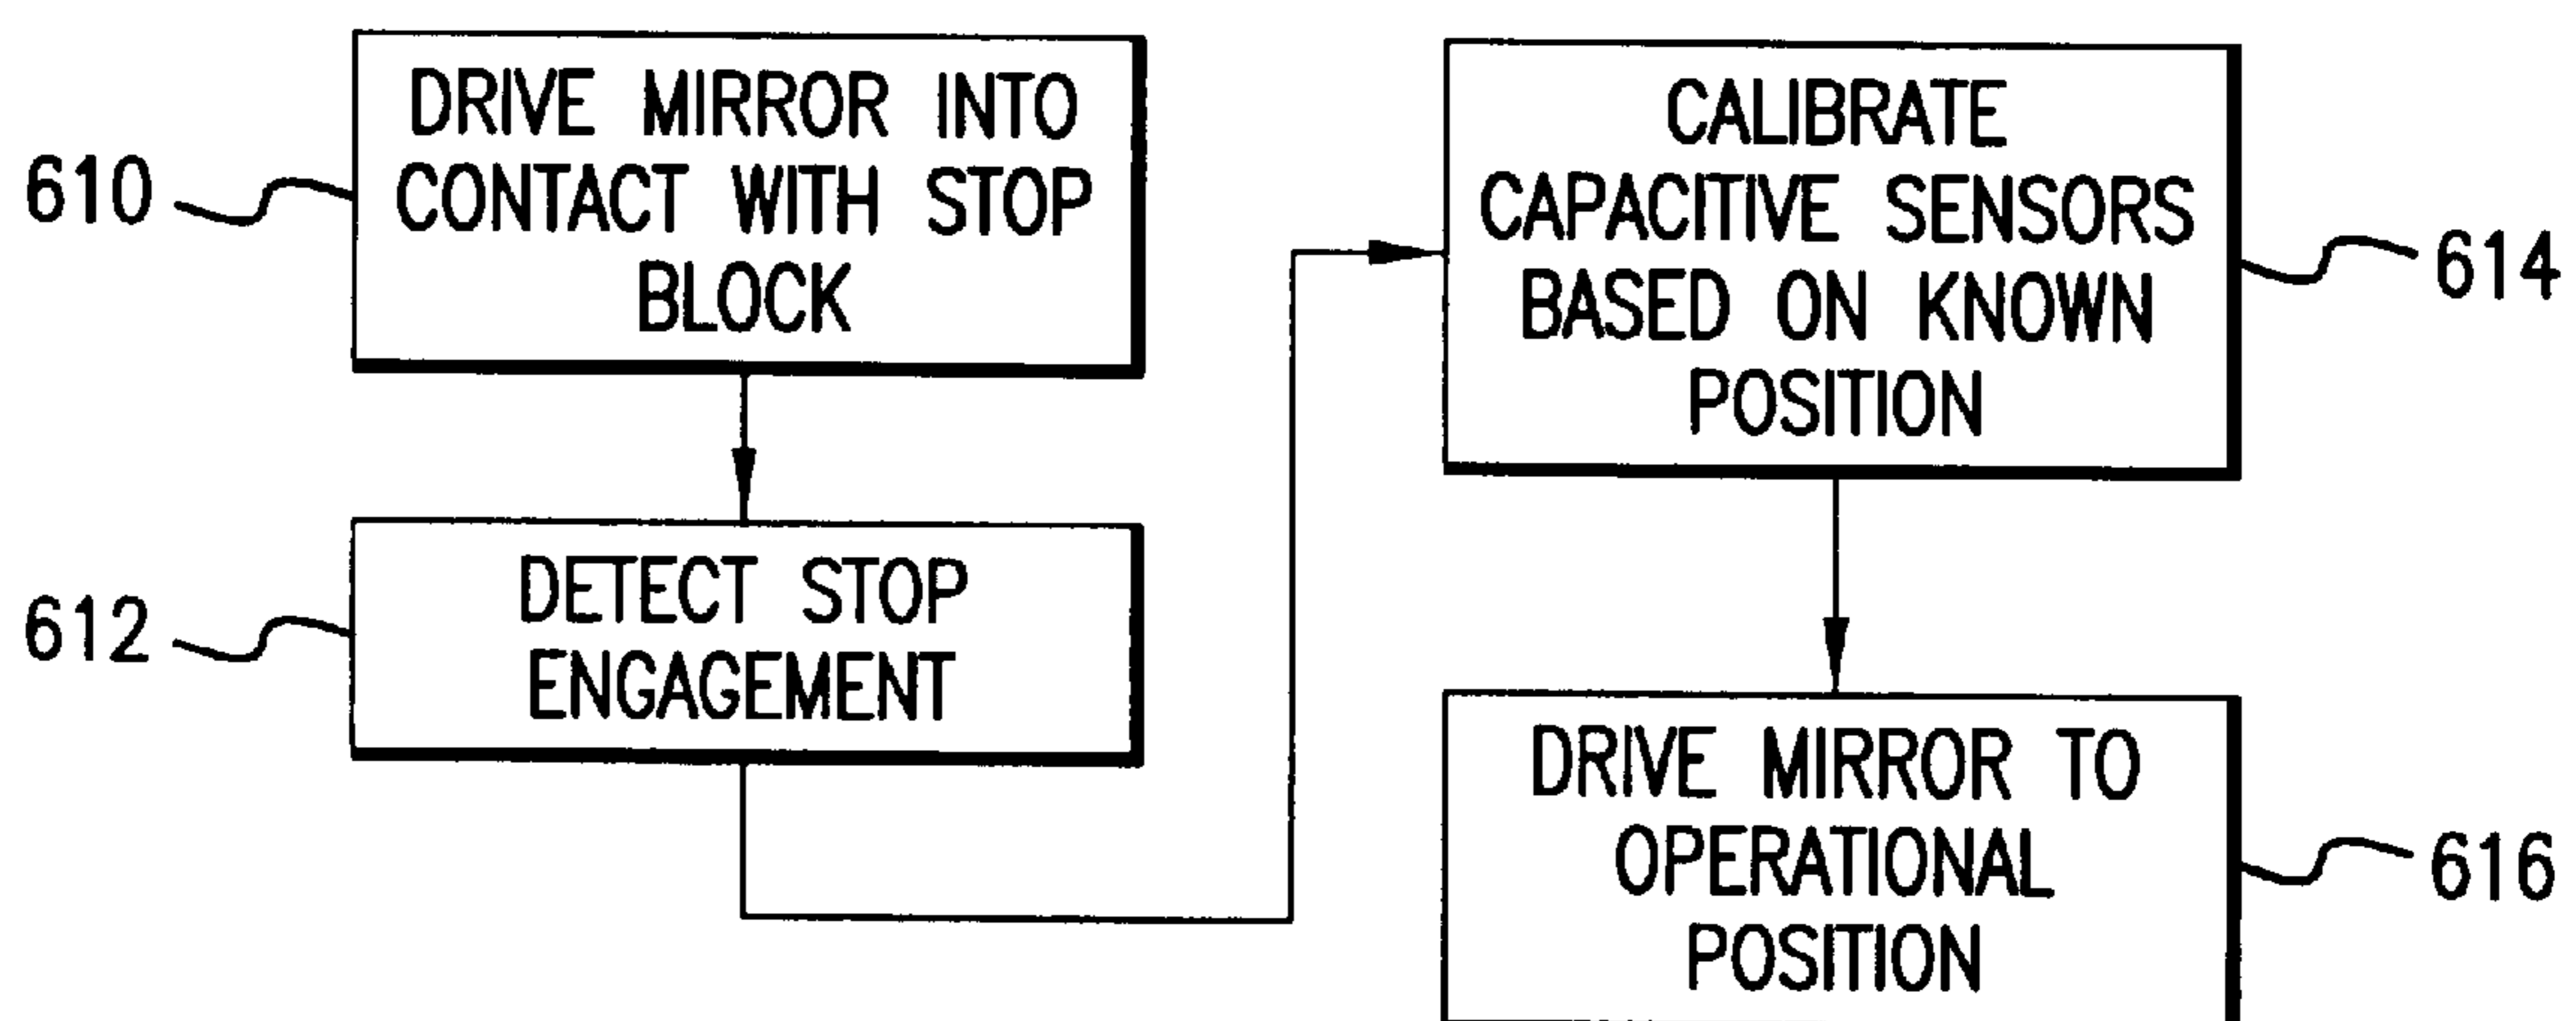 610
DRIVE MIRROR INTO
CONTACT WITH STOP
BLOCK
612
DETECT STOP
ENGAGEMENT
CALIBRATE
CAPACITIVE SENSORS
BASED ON KNOWN
POSITION
614
DRIVE MIRROR TO
OPERATIONAL
POSITION
616